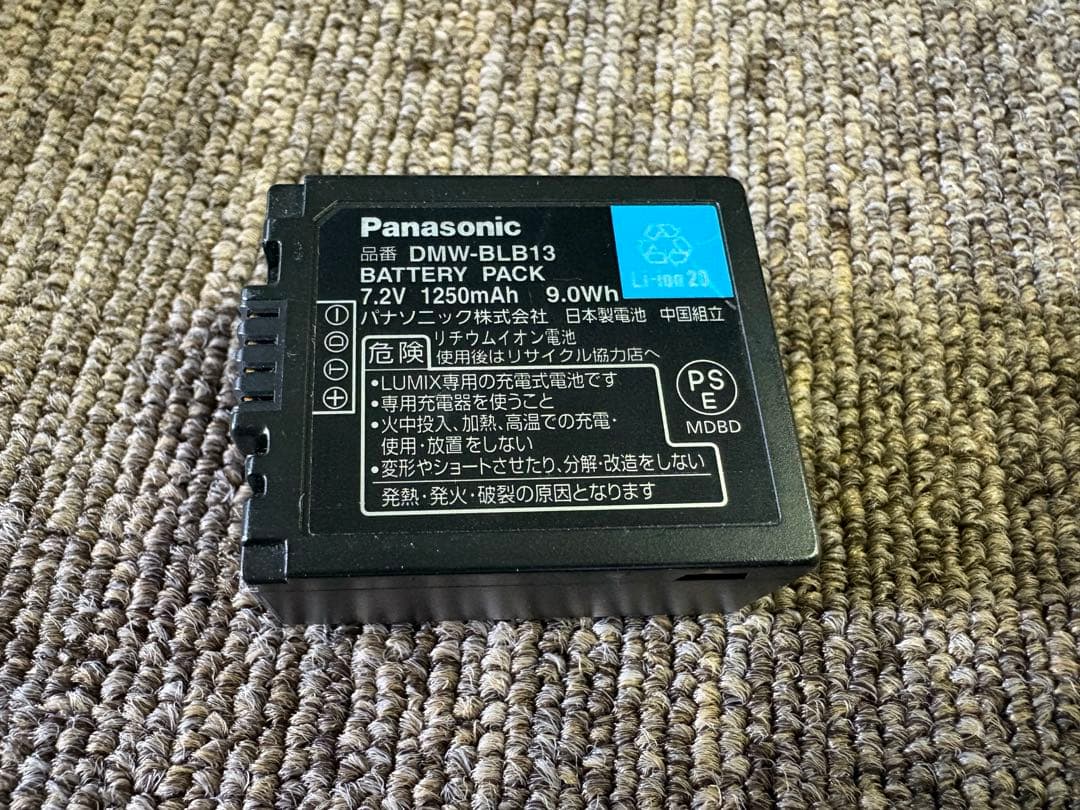 Panasonic
品番 DMW-BLB13
BATTERY PACK
7.2V 1250mAh 9.0Wh
Li-ion 20
パナソニック株式会社 日本製電池 中国組立
危険
リチウムイオン電池
使用後はリサイクル協力店へ
•LUMIX専用の充電式電池です
•専用充電器を使うこと
•火中投入、加熱、高温での充電・
使用・放置をしない
•変形やショートさせたり、分解・改造をしない
発熱・発火・破裂の原因となります
PS
E
MDBD
⊖
D
T
⊕